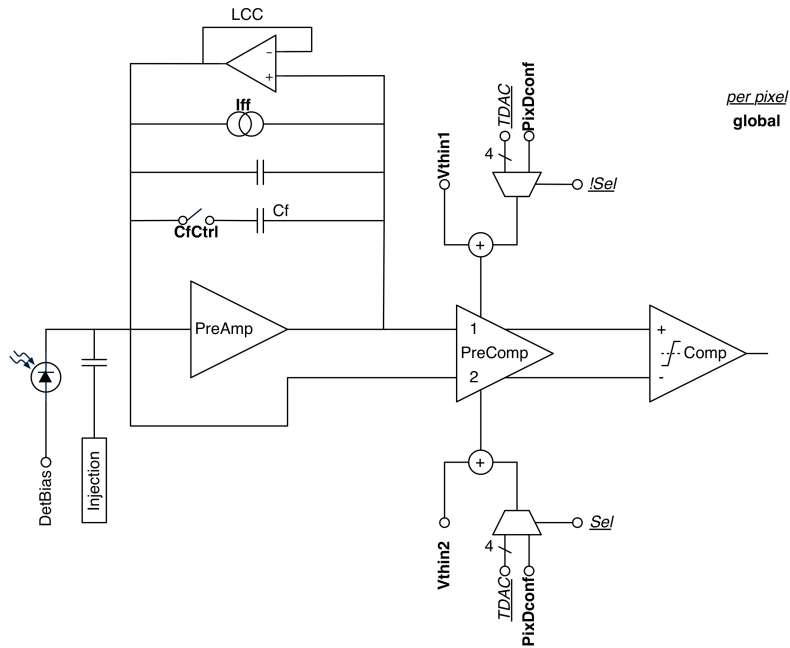 LCC
-
+
Iff
CfCtrl
Cf
Vthin1
TDAC
PixDconf
4
!Sel
per pixel
global
+
PreAmp
1
PreComp
2
+
Comp
-
DetBias
Injection
+
Vthin2
4
Sel
TDAC
PixDconf